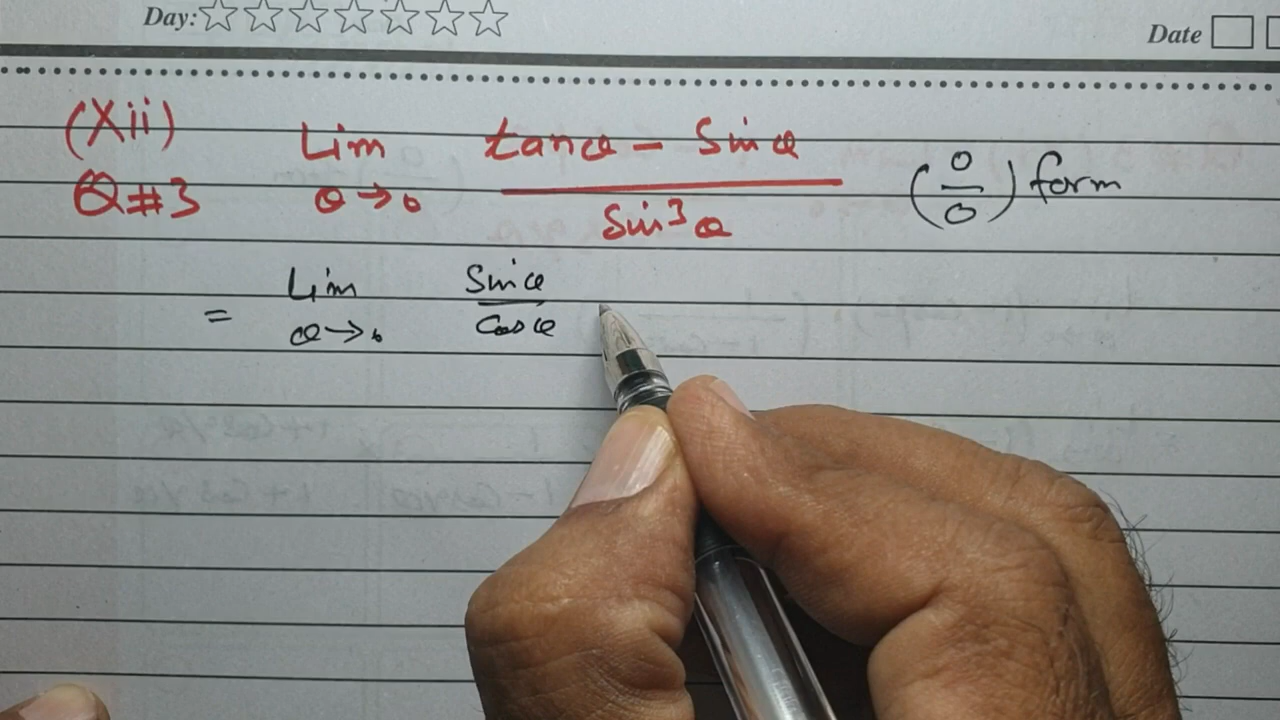 Day: Date
(Xii) Lim tanθ - Sinθ
Q#3 θ→0 Sin³θ (0/0) form
= Lim Sinθ
θ→0 Cosθ